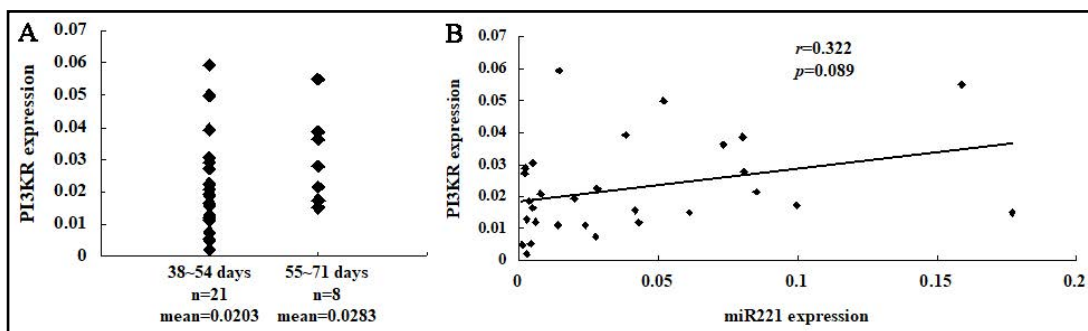 A
PI3KR expression
0.07
0.06
0.05
0.04
0.03
0.02
0.01
0
38~54 days
n=21
mean=0.0203
55~71 days
n=8
mean=0.0283
B
PI3KR expression
0.07
0.06
0.05
0.04
0.03
0.02
0.01
0
r=0.322
p=0.089
0
0.05
0.1
0.15
0.2
miR221 expression